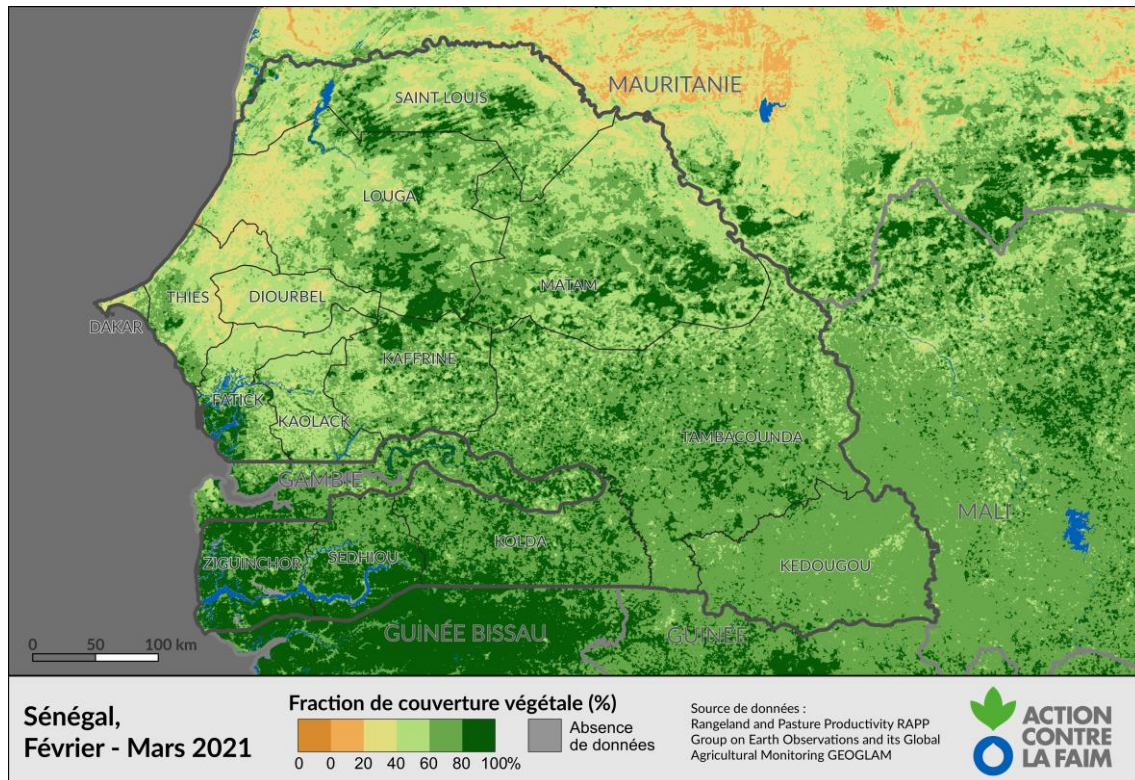 MAURITANIE
SAINT LOUIS
LOUGA
MATAM
THIES
DIOURBEL
DAKAR
KAFFRINE
FATICK
KAOLACK
TAMBACOUNDA
GAMBIE
MALI
ZIGUINCHOR
SEDHIOU
KOLDA
KEDOUGOU
GUINÉE BISSAU
GUINÉE
0 50 100 km
Sénégal,
Février - Mars 2021
Fraction de couverture végétale (%)
0 0 20 40 60 80 100%
Absence
de données
Source de données :
Rangeland and Pasture Productivity RAPP
Group on Earth Observations and its Global
Agricultural Monitoring GEOGLAM
ACTION
CONTRE
LA FAIM